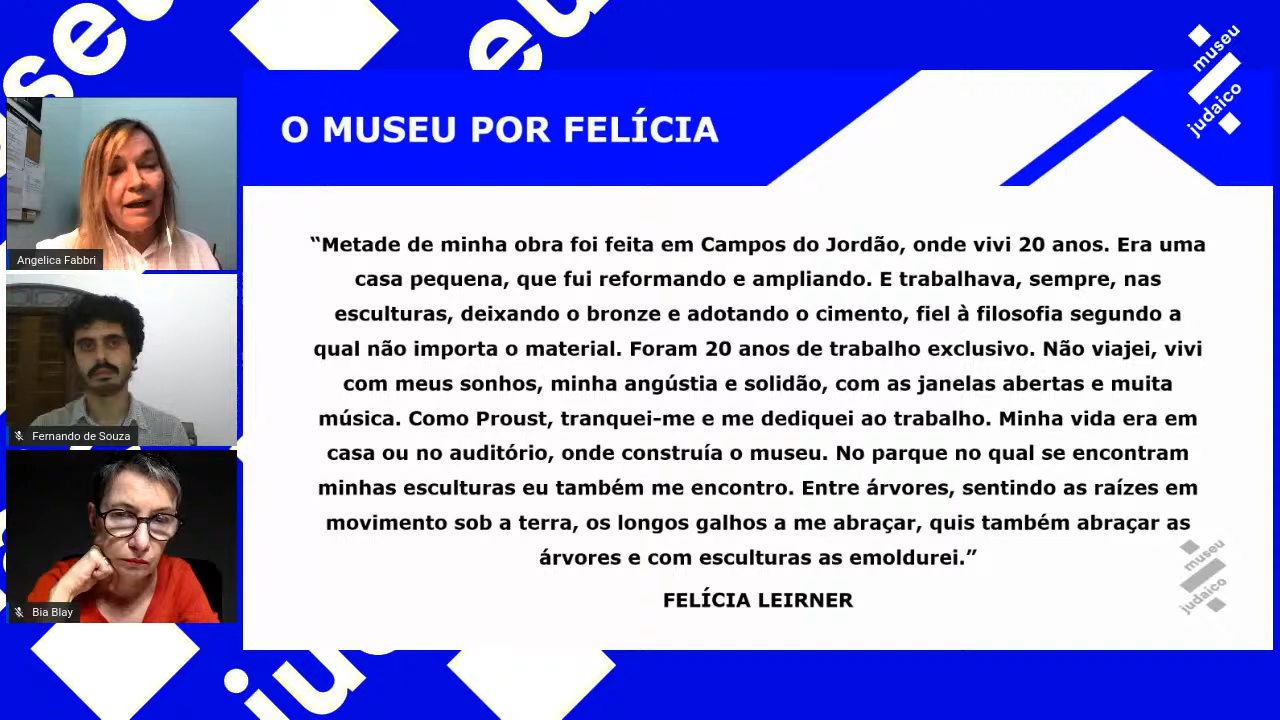 seu
eu
museu
judaico
O MUSEU POR FELÍCIA
Angelica Fabbri
Fernando de Souza
Bia Blay
“Metade de minha obra foi feita em Campos do Jordão, onde vivi 20 anos. Era uma
casa pequena, que fui reformando e ampliando. E trabalhava, sempre, nas
esculturas, deixando o bronze e adotando o cimento, fiel à filosofia segundo a
qual não importa o material. Foram 20 anos de trabalho exclusivo. Não viajei, vivi
com meus sonhos, minha angústia e solidão, com as janelas abertas e muita
música. Como Proust, tranquei-me e me dediquei ao trabalho. Minha vida era em
casa ou no auditório, onde construía o museu. No parque no qual se encontram
minhas esculturas eu também me encontro. Entre árvores, sentindo as raízes em
movimento sob a terra, os longos galhos a me abraçar, quis também abraçar as
árvores e com esculturas as emoldurei.”
FELÍCIA LEIRNER
museu
judaico
ju